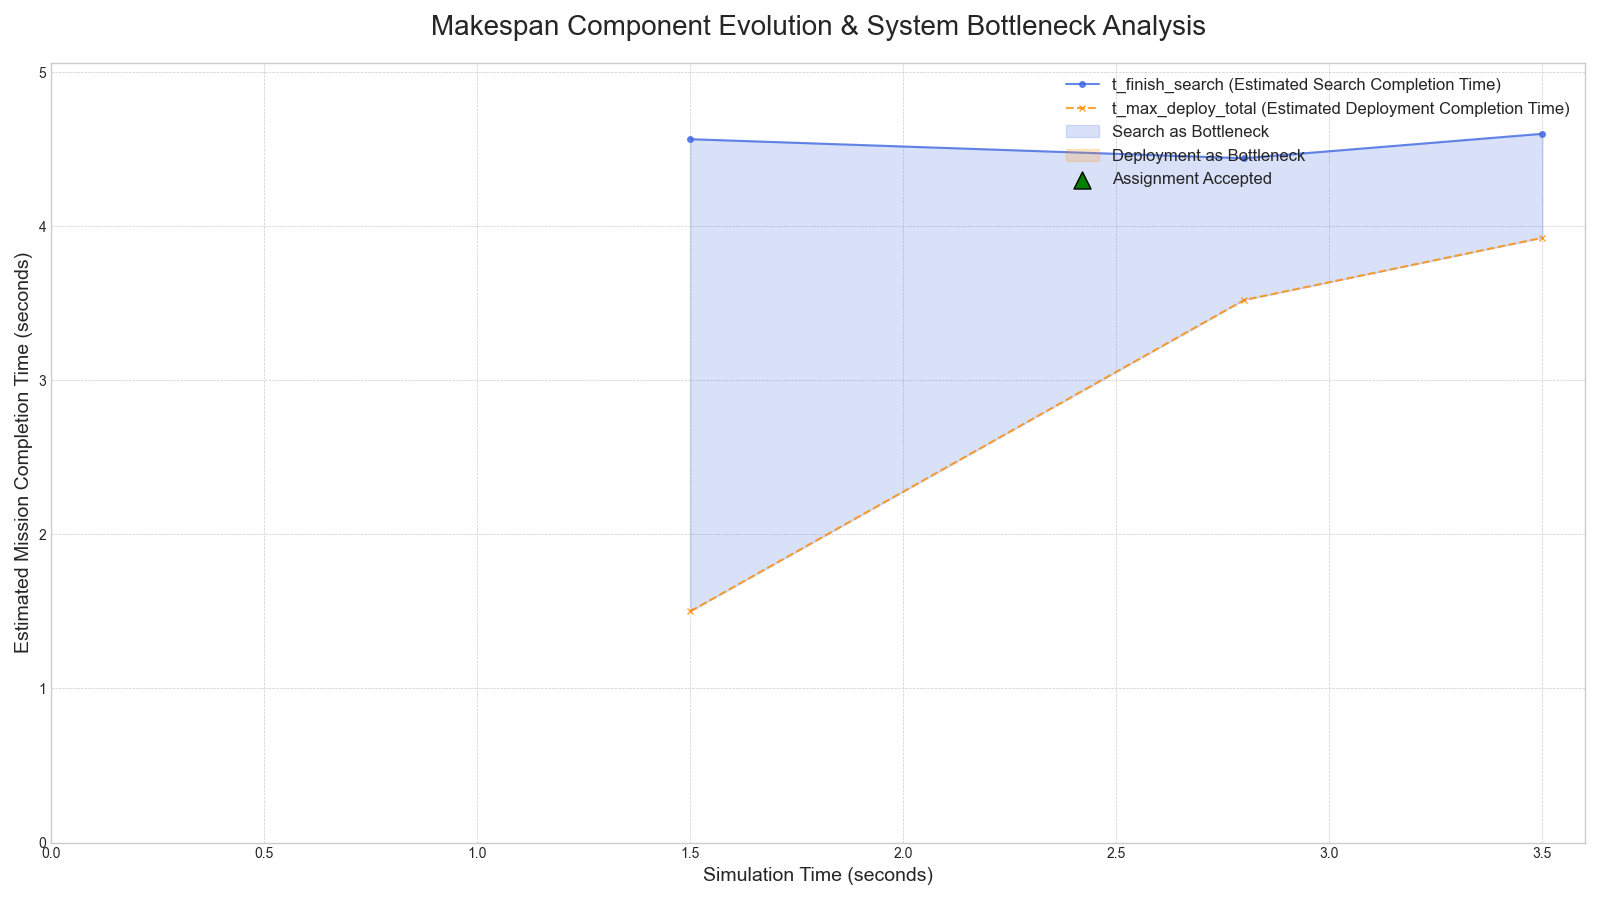 Makespan Component Evolution & System Bottleneck Analysis
t_finish_search (Estimated Search Completion Time)
t_max_deploy_total (Estimated Deployment Completion Time)
Search as Bottleneck
Deployment as Bottleneck
Assignment Accepted
Estimated Mission Completion Time (seconds)
5
4
3
2
1
0
0.0 0.5 1.0 1.5 2.0 2.5 3.0 3.5
Simulation Time (seconds)